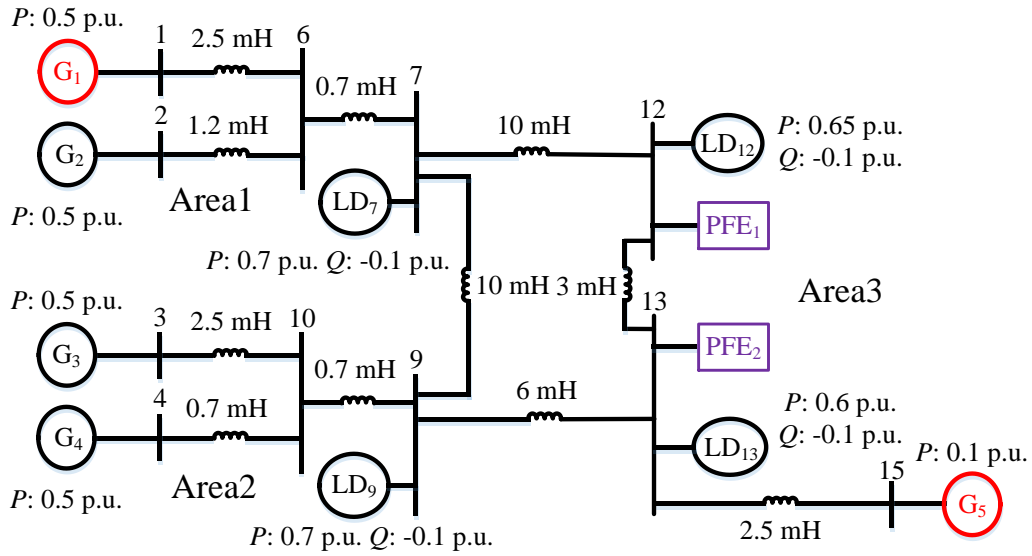 P: 0.5 p.u.
G1
1
2.5 mH
6
2
1.2 mH
G2
P: 0.5 p.u.
Area1
0.7 mH
7
LD7
P: 0.7 p.u. Q: -0.1 p.u.
10 mH
12
LD12
P: 0.65 p.u.
Q: -0.1 p.u.
PFE1
10 mH
3 mH
Area3
13
PFE2
P: 0.5 p.u.
G3
3
2.5 mH
10
4
0.7 mH
G4
P: 0.5 p.u.
Area2
0.7 mH
9
LD9
P: 0.7 p.u. Q: -0.1 p.u.
6 mH
P: 0.6 p.u.
Q: -0.1 p.u.
LD13
2.5 mH
15
P: 0.1 p.u.
G5